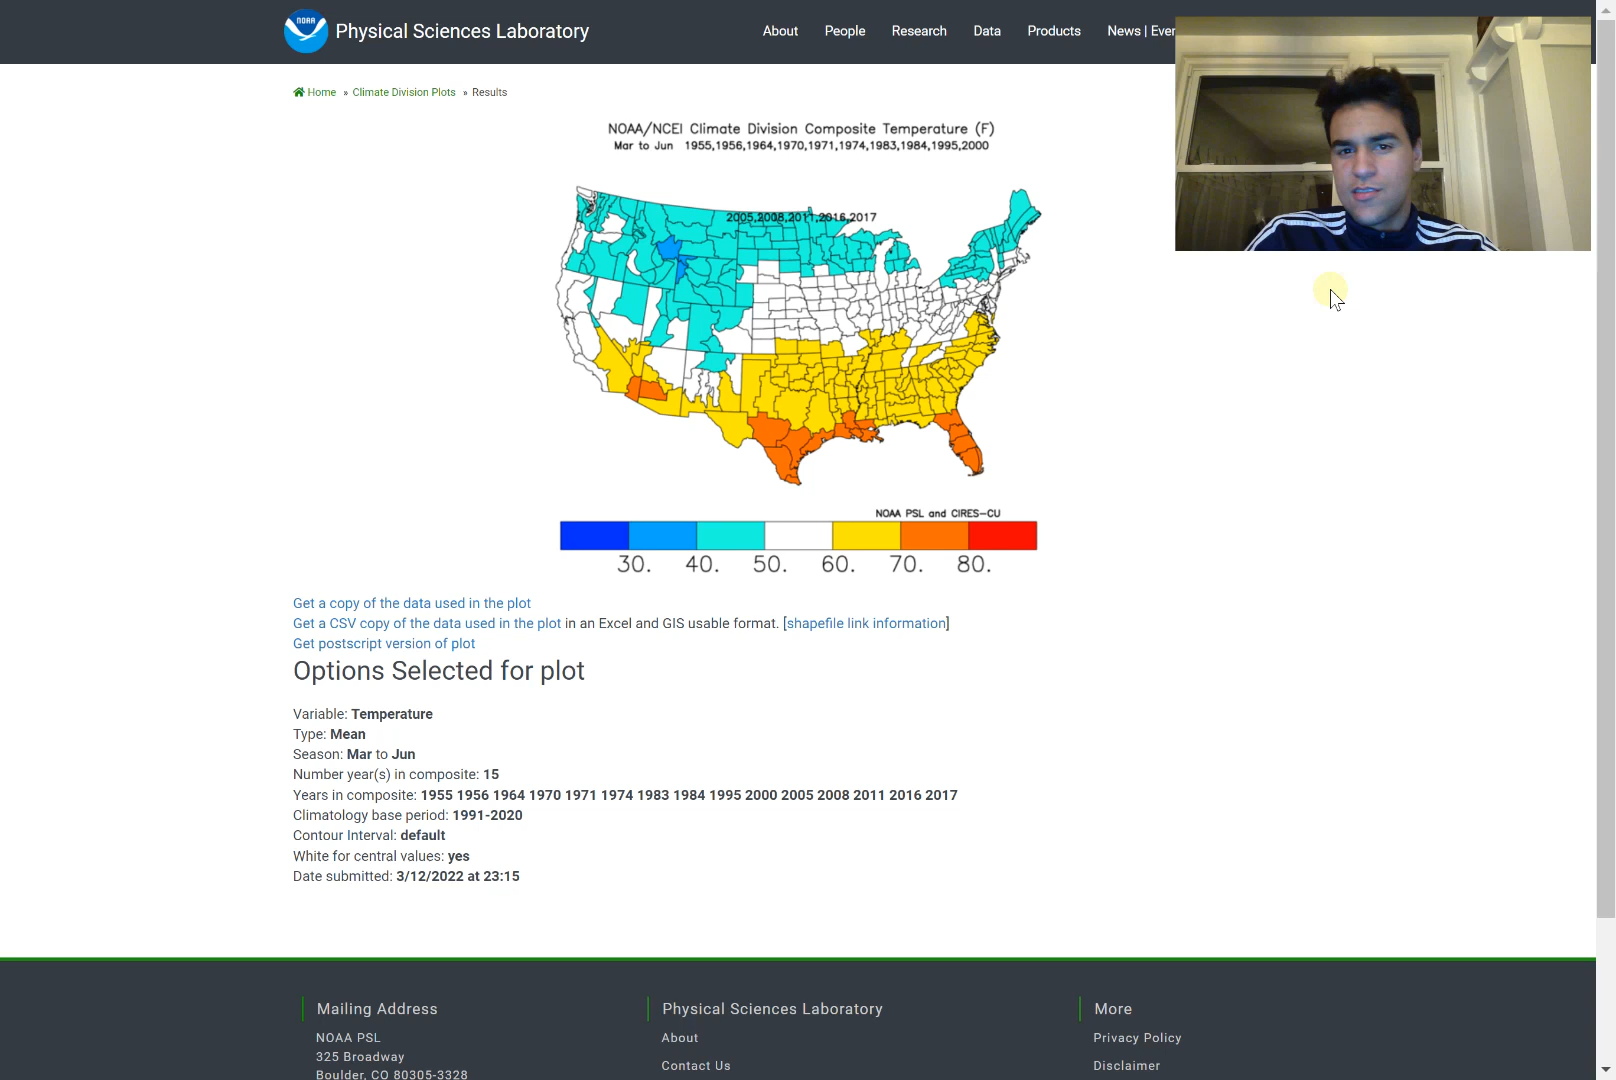 NOAA
Physical Sciences Laboratory
About People Research Data Products News | Even
Home » Climate Division Plots » Results
NOAA/NCEI Climate Division Composite Temperature (F)
Mar to Jun 1955,1956,1964,1970,1971,1974,1983,1984,1995,2000
2005,2008,2011,2016,2017
NOAA PSL and CIRES-CU
30. 40. 50. 60. 70. 80.
Get a copy of the data used in the plot
Get a CSV copy of the data used in the plot in an Excel and GIS usable format. [shapefile link information]
Get postscript version of plot
Options Selected for plot
Variable: Temperature
Type: Mean
Season: Mar to Jun
Number year(s) in composite: 15
Years in composite: 1955 1956 1964 1970 1971 1974 1983 1984 1995 2000 2005 2008 2011 2016 2017
Climatology base period: 1991-2020
Contour Interval: default
White for central values: yes
Date submitted: 3/12/2022 at 23:15
Mailing Address
NOAA PSL
325 Broadway
Boulder, CO 80305-3328
Physical Sciences Laboratory
About
Contact Us
More
Privacy Policy
Disclaimer